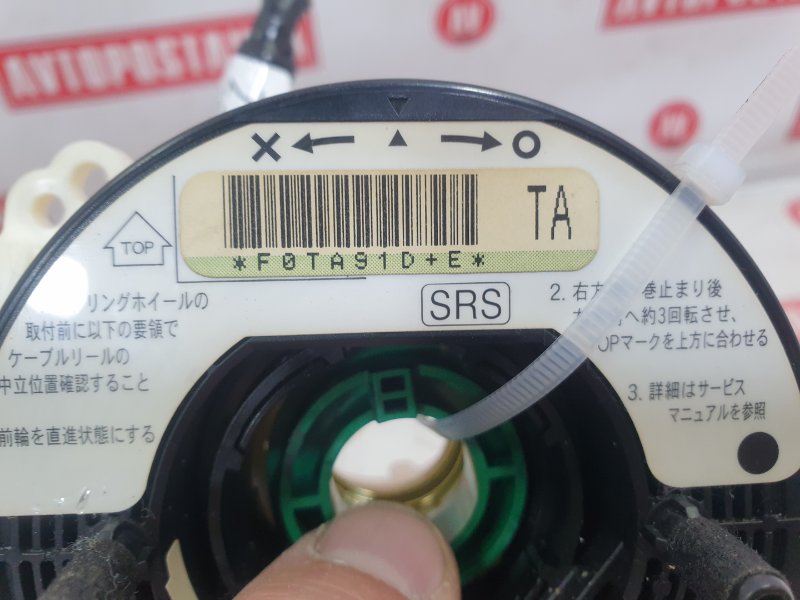 AVTOPOSTAVKA
× ← ▲ → O
TA
*F0TA91D+E*
TOP
SRS
リングホイールの
取付前に以下の要領で
ケーブルリールの
中立位置確認すること
前輪を直進状態にする
2. 右方 巻止まり後
へ約3回転させ、
OPマークを上方に合わせる
3. 詳細はサービス
マニュアルを参照